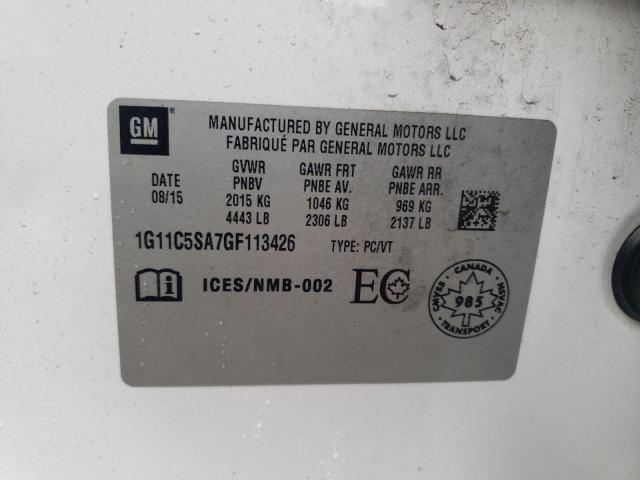 GM
MANUFACTURED BY GENERAL MOTORS LLC
FABRIQUÉ PAR GENERAL MOTORS LLC
DATE
08/15
GVWR
PNBV
2015 KG
4443 LB
GAWR FRT
PNBE AV.
1046 KG
2306 LB
GAWR RR
PNBE ARR.
969 KG
2137 LB
1G11C5SA7GF113426 TYPE: PC/VT
ICES/NMB-002 EC
CANADA
CMVSS
NSVAC
985
TRANSPORT